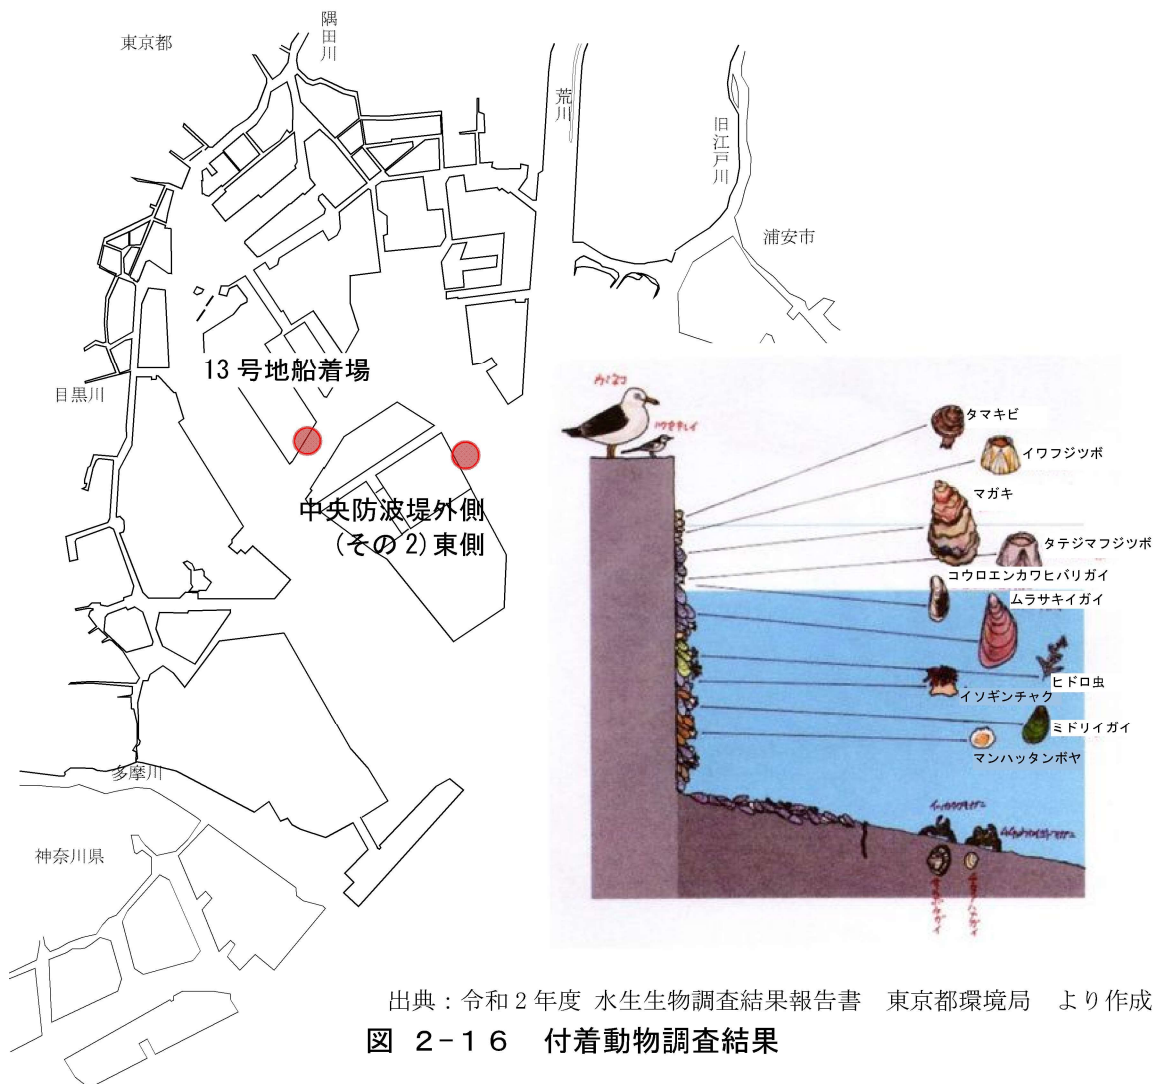 東京都
隅田川
荒川
旧江戸川
浦安市
13号地船着場
目黒川
中央防波堤外側
(その2)東側
多摩川
神奈川県
タマキビ
イワフジツボ
マガキ
タテジマフジツボ
コウロエンカワヒバリガイ
ムラサキイガイ
ヒドロ虫
イソギンチャク
ミドリイガイ
マンハッタンボヤ
出典：令和2年度 水生生物調査結果報告書　東京都環境局　より作成
図 2-16　付着動物調査結果